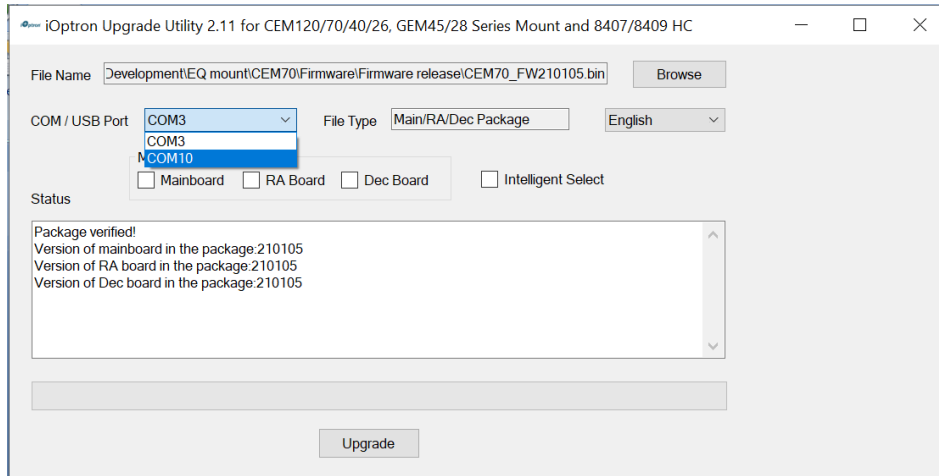 iOptron Upgrade Utility 2.11 for CEM120/70/40/26, GEM45/28 Series Mount and 8407/8409 HC
File Name Development\EQ mount\CEM70\Firmware\Firmware release\CEM70_FW210105.bin Browse
COM / USB Port COM3 File Type Main/RA/Dec Package English
COM3
COM10
Mainboard RA Board Dec Board Intelligent Select
Status
Package verified!
Version of mainboard in the package:210105
Version of RA board in the package:210105
Version of Dec board in the package:210105
Upgrade